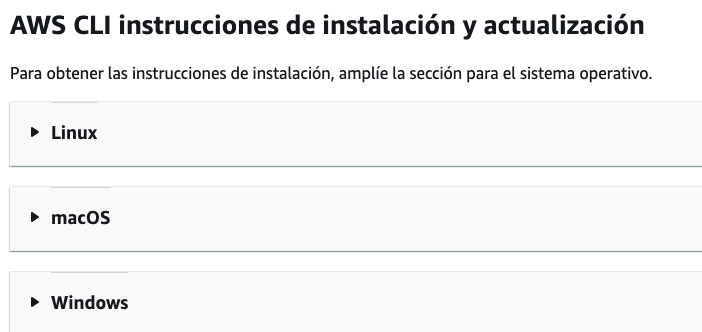 AWS CLI instrucciones de instalación y actualización
Para obtener las instrucciones de instalación, amplíe la sección para el sistema operativo.
Linux
macOS
Windows